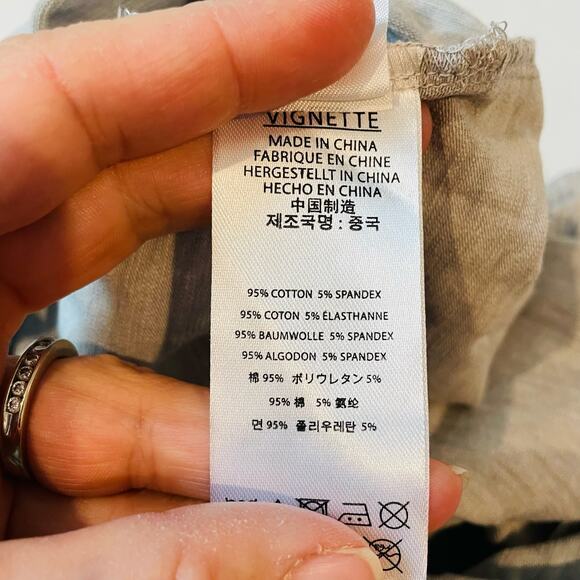 VIGNETTE
MADE IN CHINA
FABRIQUE EN CHINE
HERGESTELLT IN CHINA
HECHO EN CHINA
中国制造
제조국명 : 중국
95% COTTON 5% SPANDEX
95% COTON 5% ÉLASTHANNE
95% BAUMWOLLE 5% SPANDEX
95% ALGODON 5% SPANDEX
棉 95% ポリウレタン 5%
95% 棉 5% 氨纶
면 95% 폴리우레탄 5%